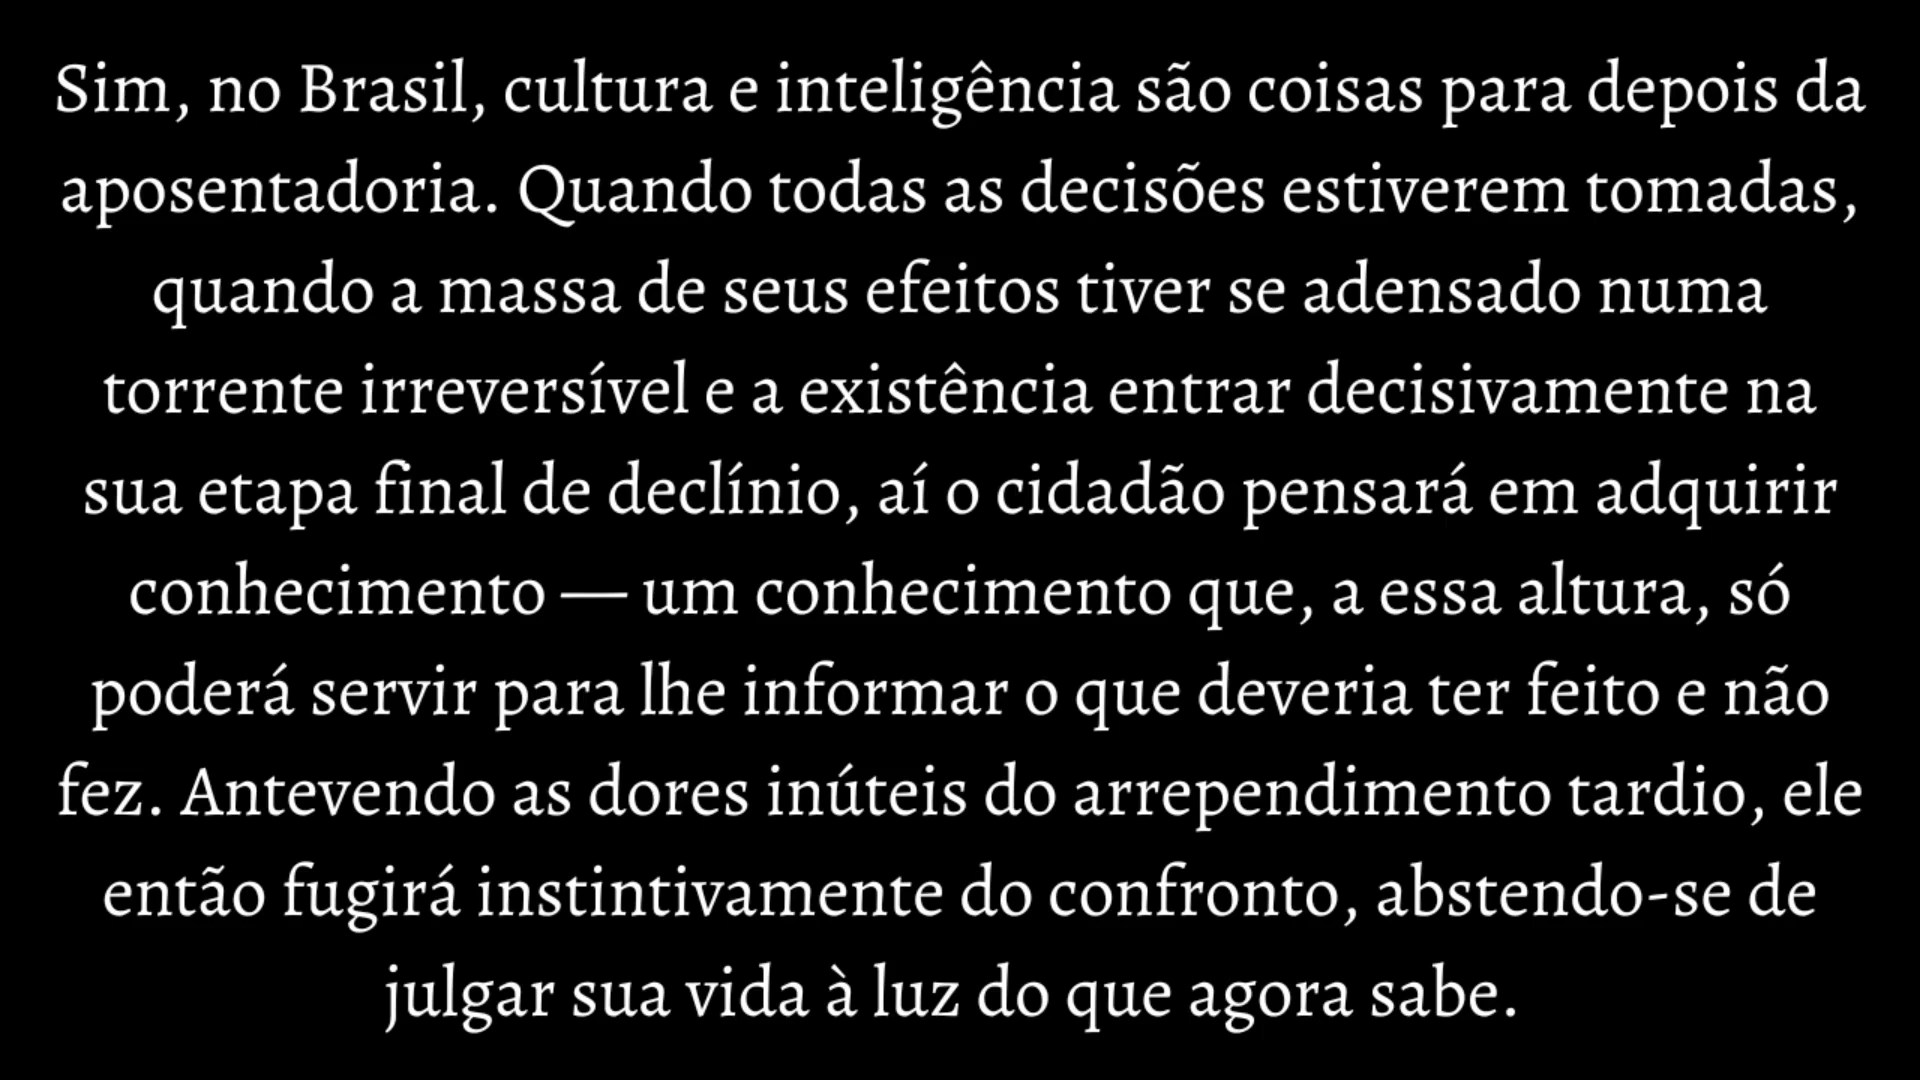 Sim, no Brasil, cultura e inteligência são coisas para depois da
aposentadoria. Quando todas as decisões estiverem tomadas,
quando a massa de seus efeitos tiver se adensado numa
torrente irreversível e a existência entrar decisivamente na
sua etapa final de declínio, aí o cidadão pensará em adquirir
conhecimento — um conhecimento que, a essa altura, só
poderá servir para lhe informar o que deveria ter feito e não
fez. Antevendo as dores inúteis do arrependimento tardio, ele
então fugirá instintivamente do confronto, abstendo-se de
julgar sua vida à luz do que agora sabe.